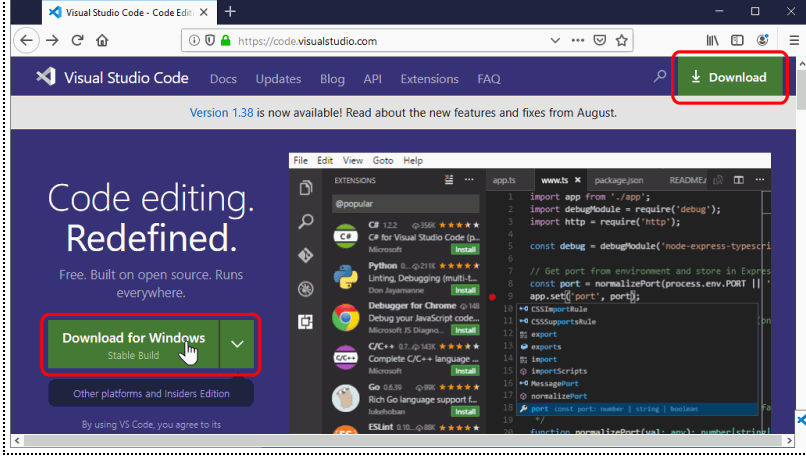 Visual Studio Code - Code Edit
https://code.visualstudio.com
Visual Studio Code Docs Updates Blog API Extensions FAQ Download
Version 1.38 is now available! Read about the new features and fixes from August.
Code editing.
Redefined.
Free. Built on open source. Runs
everywhere.
Download for Windows
Stable Build
Other platforms and Insiders Edition
By using VS Code, you agree to its
File Edit View Goto Help
EXTENSIONS
@popular
C# 1.2.2 356K
C# for Visual Studio Code (p...
Microsoft Install
Python 0... 211K
Linting, Debugging (multi-t...
Don Jayamanne Install
Debugger for Chrome 148
Debug your JavaScript code...
Microsoft JS Diagno... Install
C/C++ 0.7... 143K
Complete C/C++ language ...
Microsoft Install
Go 0.6.39 99K
Rich Go language support f...
lukehoban Install
ESLint 0.10... 88K
app.ts www.ts package.json README
1 import app from './app';
2 import debugModule = require('debug');
3 import http = require('http');
4
5 const debug = debugModule('node-express-typescri
6
7 // Get port from environment and store in Expres
8 const port = normalizePort(process.env.PORT || '
9 app.set('port', port);
10 CSSImportRule
11 CSSSupportsRule
12 export
13 exports
14 import
15 importScripts
16 MessagePort
17 normalizePort
18 port const port: number | string | boolean
19 */
20 function normalizePort(val: any): number|string|